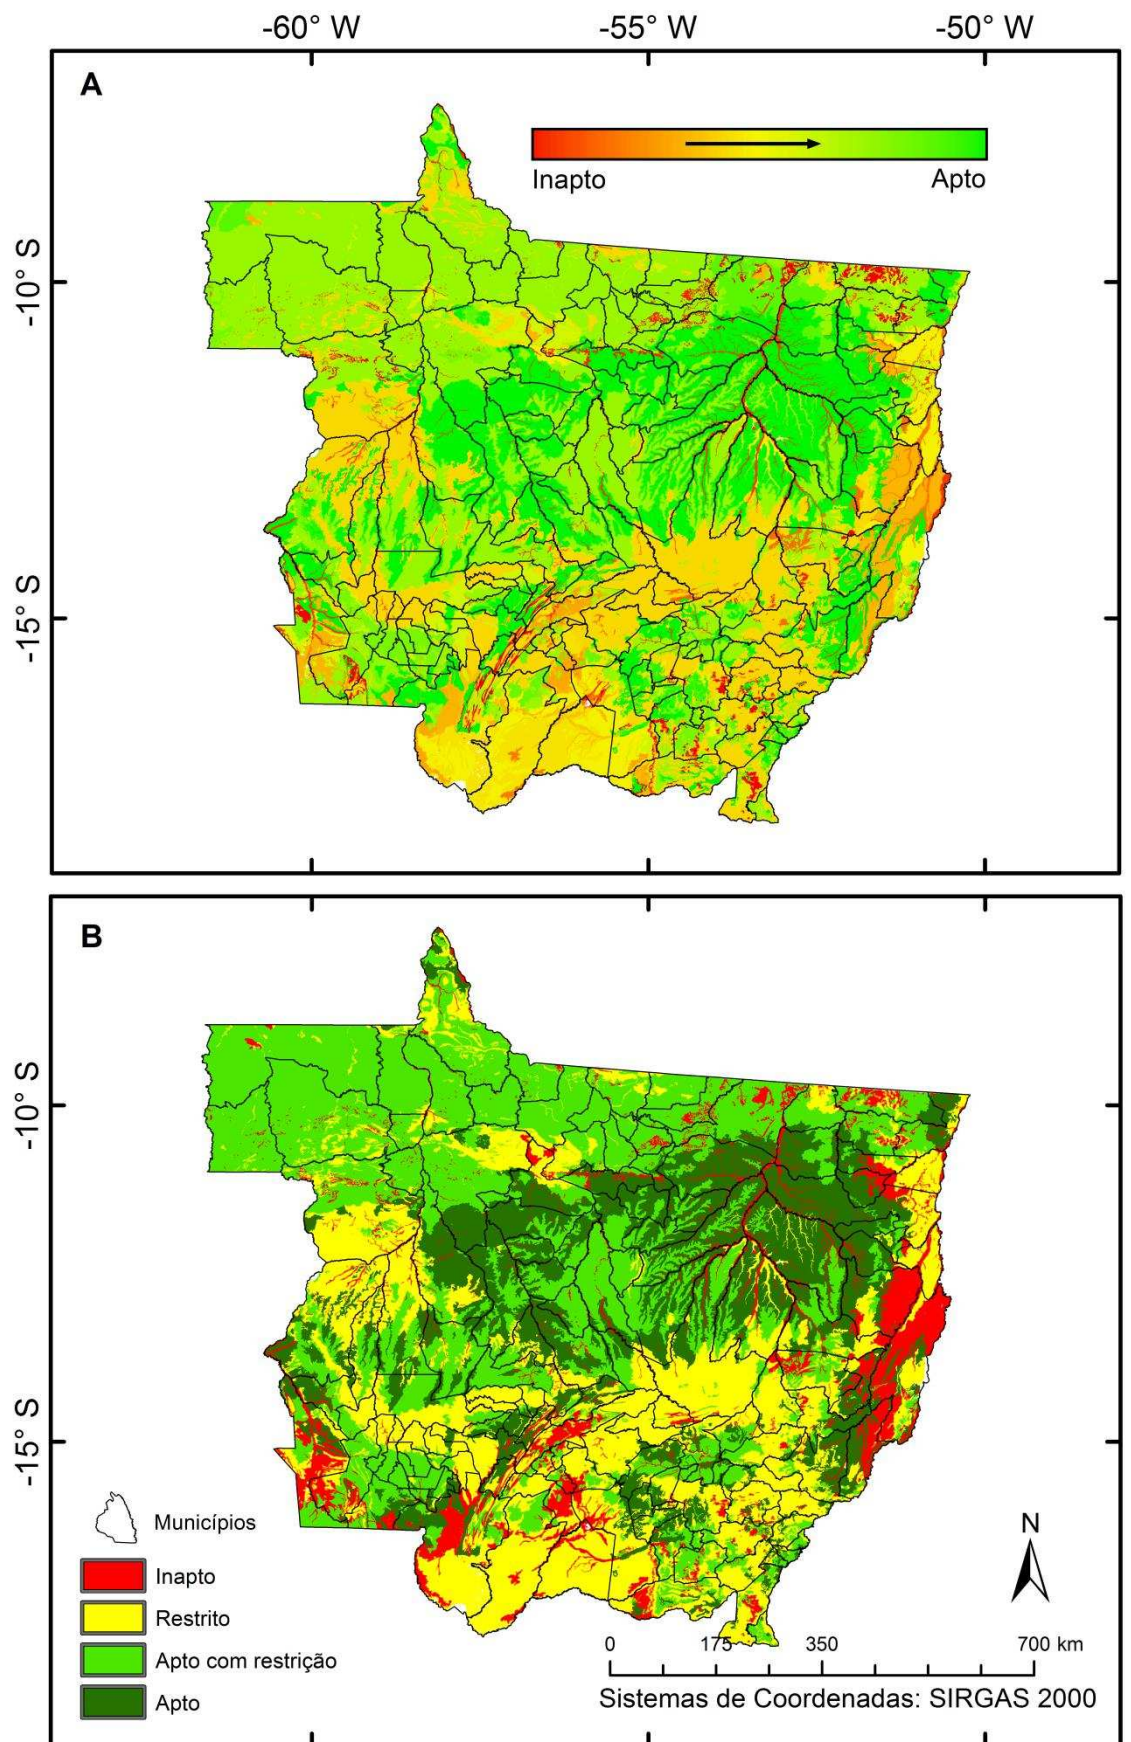 -60° W -55° W -50° W
A
Inapto Apto
-10° S
-15° S
B
-10° S
-15° S
Municípios
Inapto
Restrito
Apto com restrição
Apto
N
0 175 350 700 km
Sistemas de Coordenadas: SIRGAS 2000